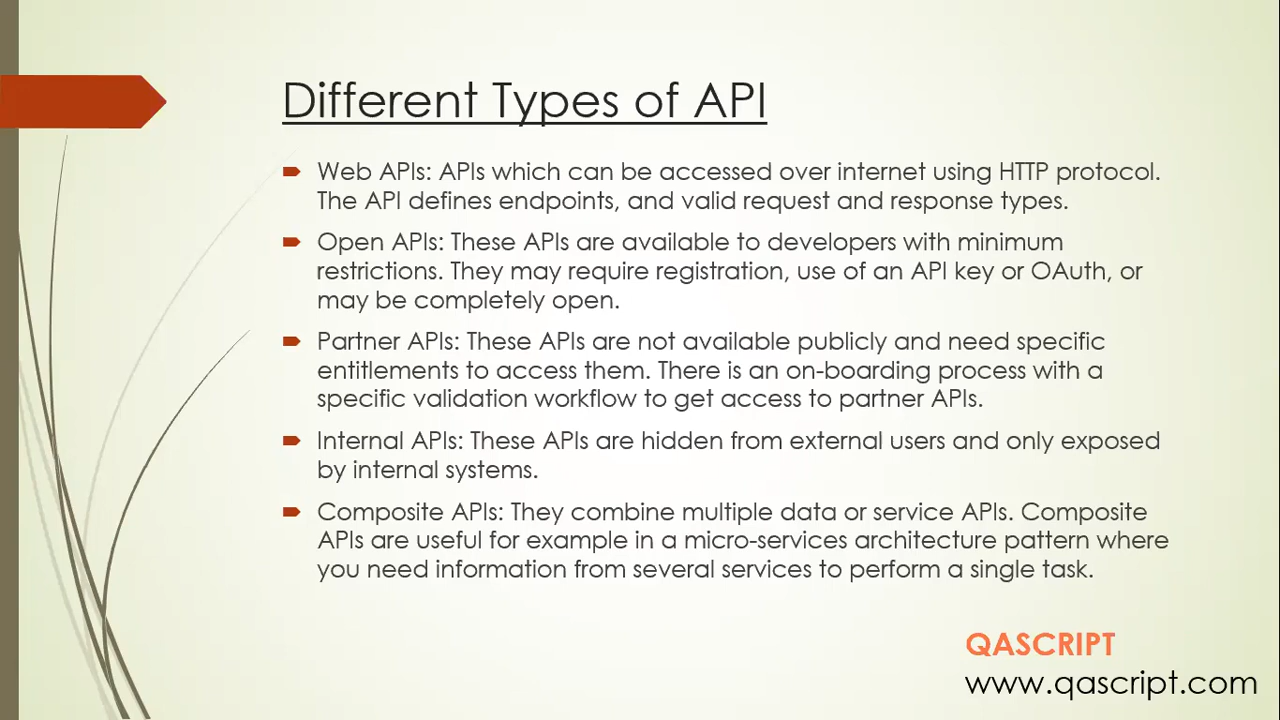 Different Types of API
Web APIs: APIs which can be accessed over internet using HTTP protocol.
The API defines endpoints, and valid request and response types.
Open APIs: These APIs are available to developers with minimum
restrictions. They may require registration, use of an API key or OAuth, or
may be completely open.
Partner APIs: These APIs are not available publicly and need specific
entitlements to access them. There is an on-boarding process with a
specific validation workflow to get access to partner APIs.
Internal APIs: These APIs are hidden from external users and only exposed
by internal systems.
Composite APIs: They combine multiple data or service APIs. Composite
APIs are useful for example in a micro-services architecture pattern where
you need information from several services to perform a single task.
QASCRIPT
www.qascript.com